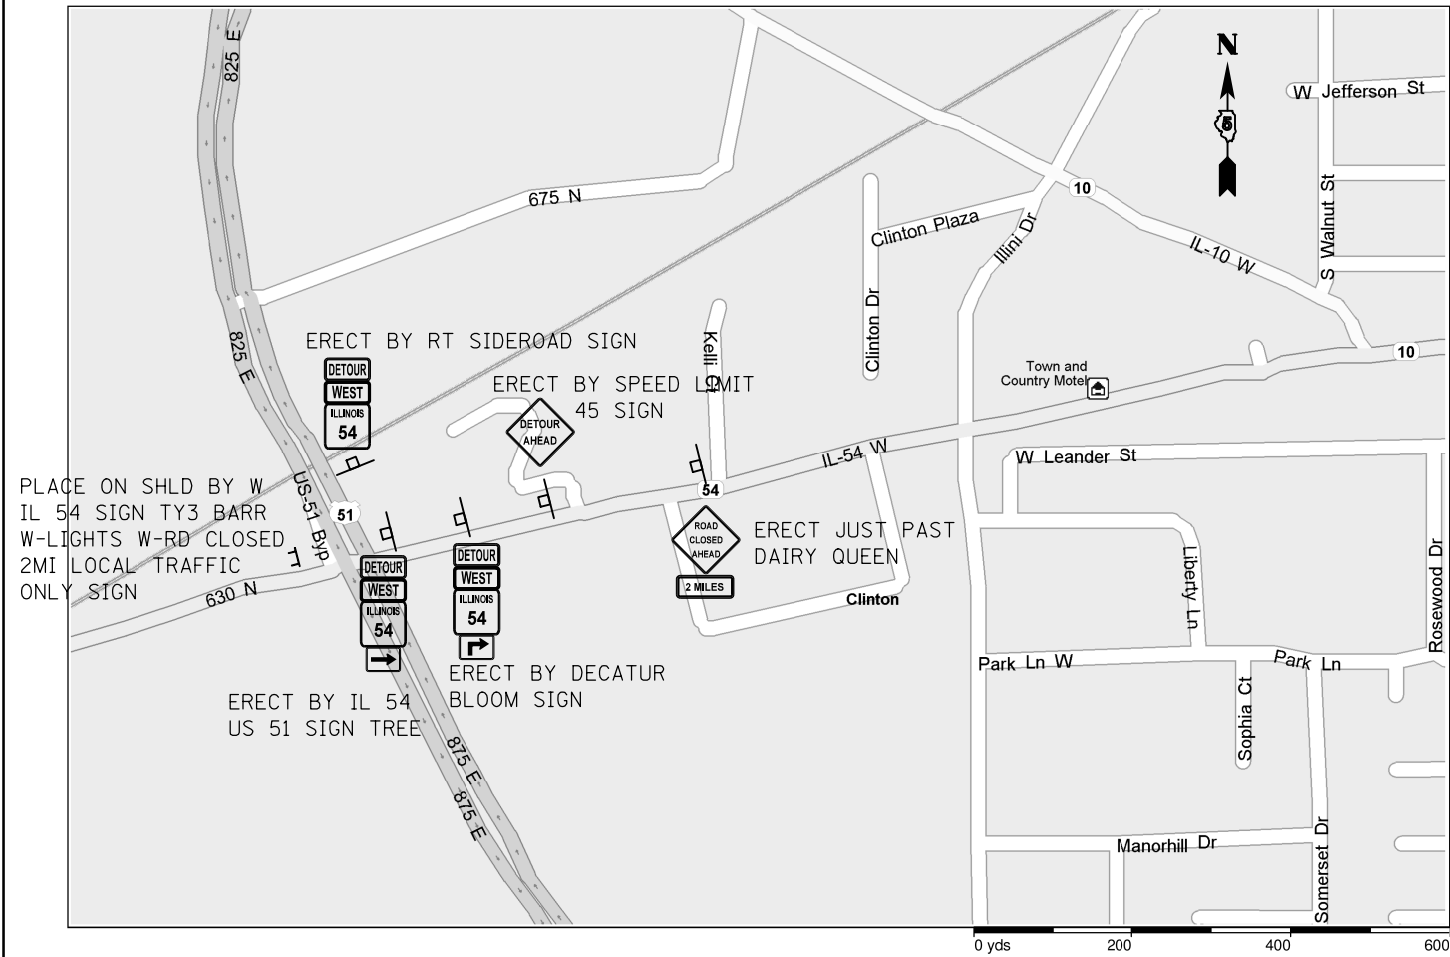 825 E
N
5
W Jefferson St
675 N
10
Clinton Plaza
Illini Dr
IL-10 W
S Walnut St
Clinton Dr
825 E
ERECT BY RT SIDEROAD SIGN
DETOUR
WEST
ILLINOIS
54
ERECT BY SPEED LIMIT
45 SIGN
DETOUR
AHEAD
Kelli Ct
Town and
Country Motel
10
IL-54 W
W Leander St
PLACE ON SHLD BY W
IL 54 SIGN TY3 BARR
W-LIGHTS W-RD CLOSED
2MI LOCAL TRAFFIC
ONLY SIGN
US-51 Byp
51
54
ROAD
CLOSED
AHEAD
2 MILES
ERECT JUST PAST
DAIRY QUEEN
630 N
DETOUR
WEST
ILLINOIS
54
DETOUR
WEST
ILLINOIS
54
Clinton
Liberty Ln
Rosewood Dr
ERECT BY DECATUR
BLOOM SIGN
ERECT BY IL 54
US 51 SIGN TREE
Park Ln W
Park Ln
Sophia Ct
875 E
875 E
Manorhill Dr
Somerset Dr
0 yds
200
400
600